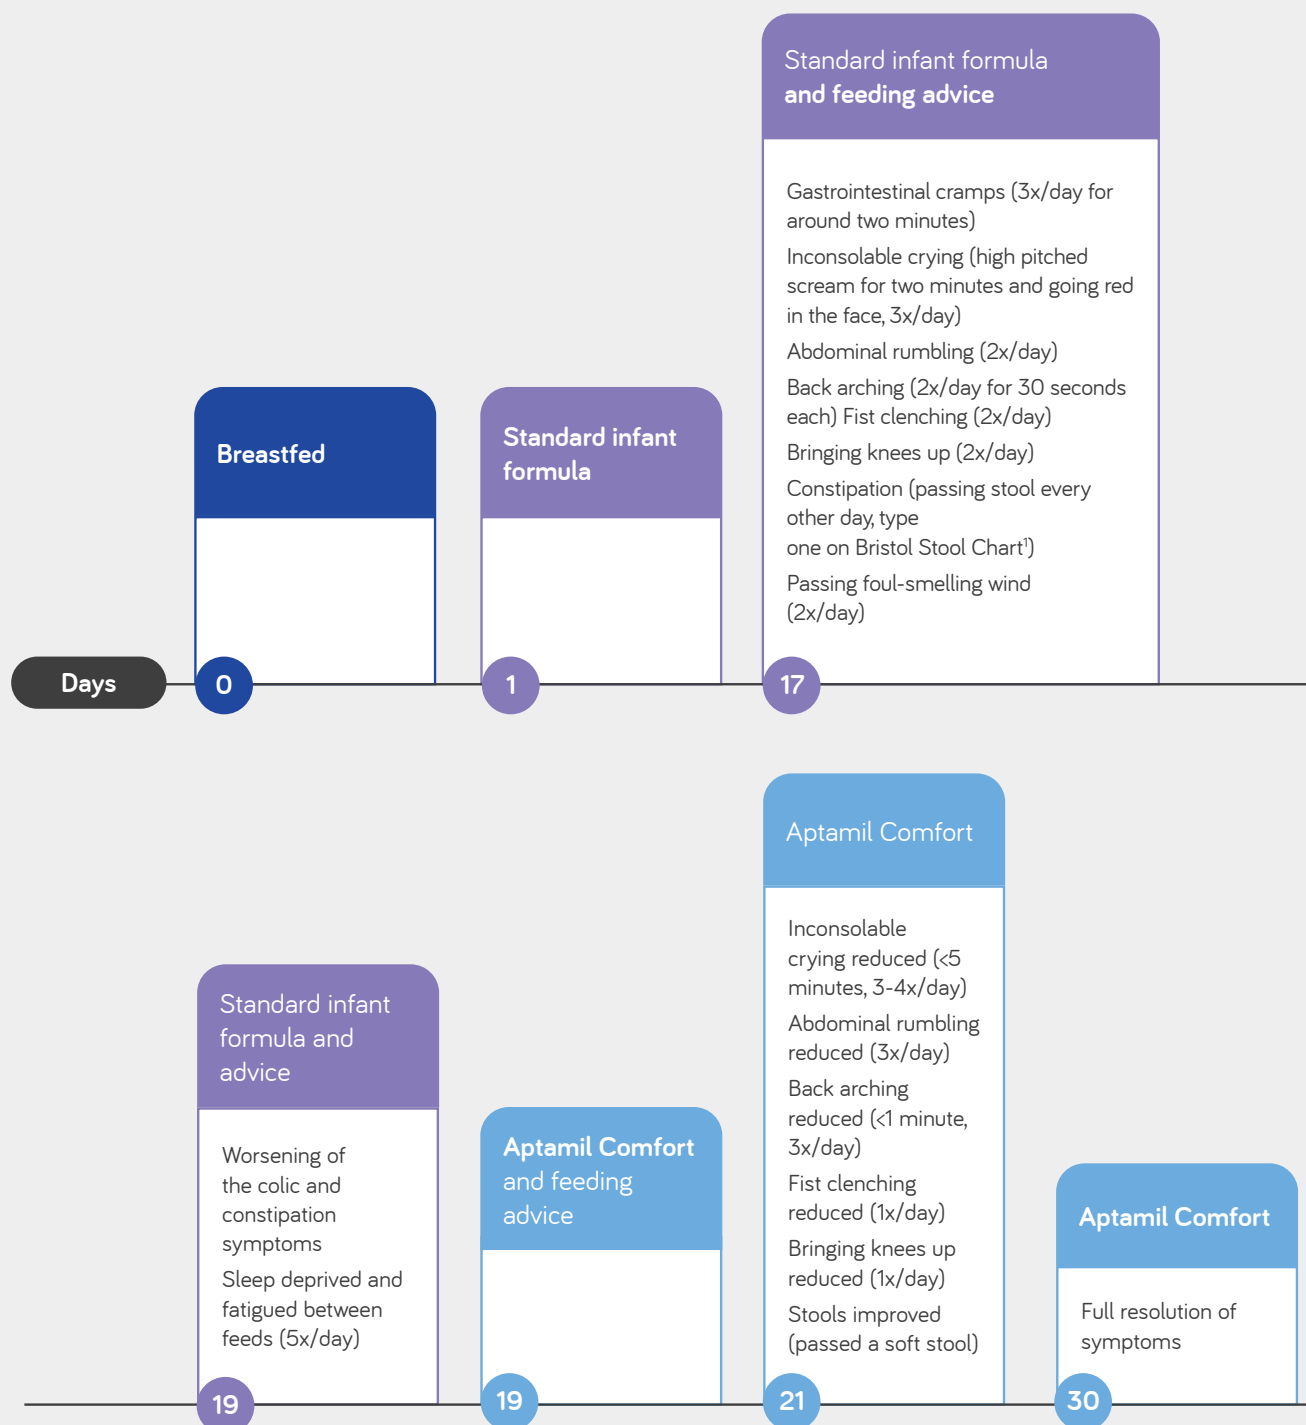 Standard infant formula
and feeding advice
Gastrointestinal cramps (3x/day for
around two minutes)
Inconsolable crying (high pitched
scream for two minutes and going red
in the face, 3x/day)
Abdominal rumbling (2x/day)
Back arching (2x/day for 30 seconds
each) Fist clenching (2x/day)
Bringing knees up (2x/day)
Constipation (passing stool every
other day, type
one on Bristol Stool Chart¹)
Passing foul-smelling wind
(2x/day)
Breastfed
Standard infant
formula
Days
0
1
17
Standard infant
formula and
advice
Worsening of
the colic and
constipation
symptoms
Sleep deprived and
fatigued between
feeds (5x/day)
Aptamil Comfort
and feeding
advice
Aptamil Comfort
Inconsolable
crying reduced (<5
minutes, 3-4x/day)
Abdominal rumbling
reduced (3x/day)
Back arching
reduced (<1 minute,
3x/day)
Fist clenching
reduced (1x/day)
Bringing knees up
reduced (1x/day)
Stools improved
(passed a soft stool)
Aptamil Comfort
Full resolution of
symptoms
19
19
21
30